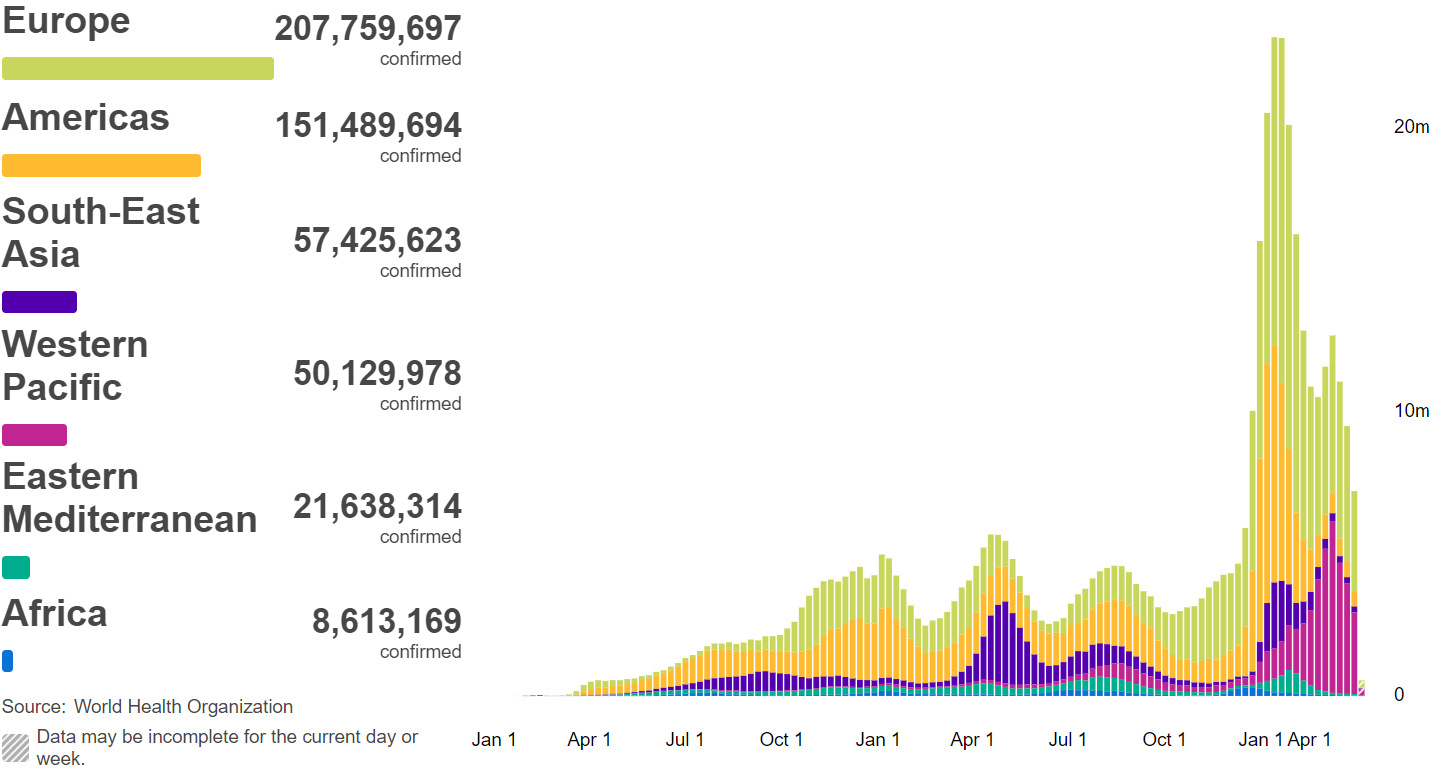 Europe
207,759,697
confirmed
Americas
151,489,694
confirmed
South-East
Asia
57,425,623
confirmed
Western
Pacific
50,129,978
confirmed
Eastern
Mediterranean
21,638,314
confirmed
Africa
8,613,169
confirmed
Source: World Health Organization
Data may be incomplete for the current day or
week.
20m
10m
0
Jan 1 Apr 1 Jul 1 Oct 1 Jan 1 Apr 1 Jul 1 Oct 1 Jan 1 Apr 1